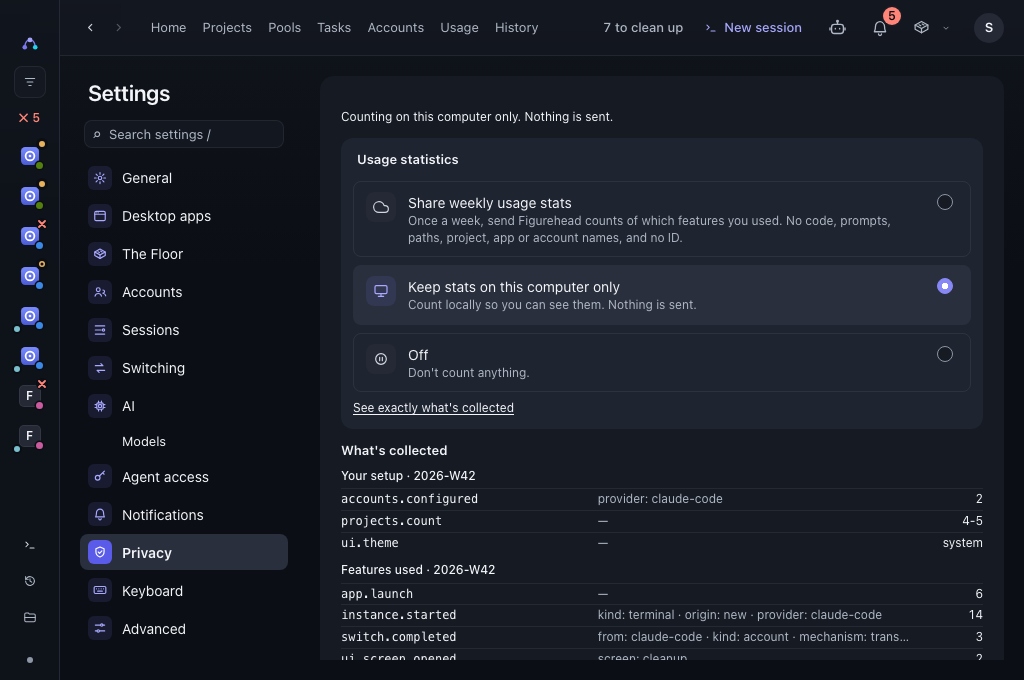 Home Projects Pools Tasks Accounts Usage History 7 to clean up New session 5 S
5
F
F
Settings
Search settings /
General
Desktop apps
The Floor
Accounts
Sessions
Switching
AI
Models
Agent access
Notifications
Privacy
Keyboard
Advanced
Counting on this computer only. Nothing is sent.
Usage statistics
Share weekly usage stats
Once a week, send Figurehead counts of which features you used. No code, prompts,
paths, project, app or account names, and no ID.
Keep stats on this computer only
Count locally so you can see them. Nothing is sent.
Off
Don't count anything.
See exactly what's collected
What's collected
Your setup · 2026-W42
accounts.configured provider: claude-code 2
projects.count — 4-5
ui.theme — system
Features used · 2026-W42
app.launch — 6
instance.started kind: terminal · origin: new · provider: claude-code 14
switch.completed from: claude-code · kind: account · mechanism: trans… 3
ui.screen.opened screen: cleanup 2